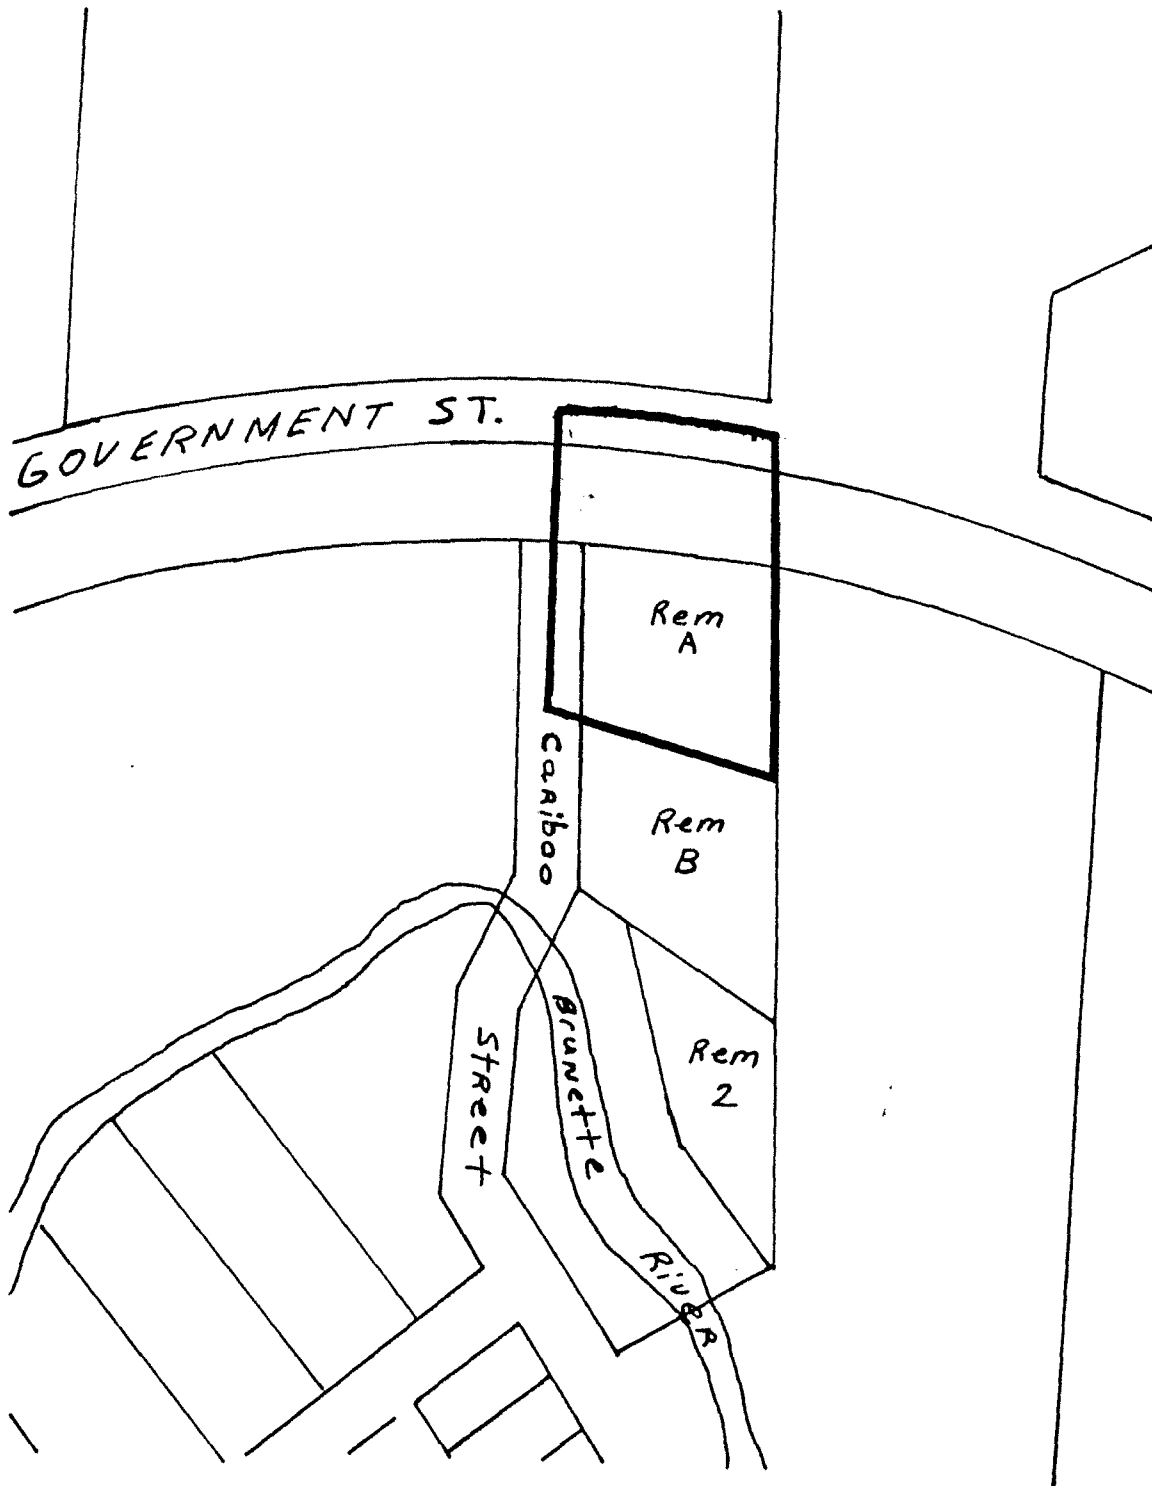 GOVERNMENT ST.
Rem
A
Cariboo
Rem
B
Street
Brunette
Rem
2
River